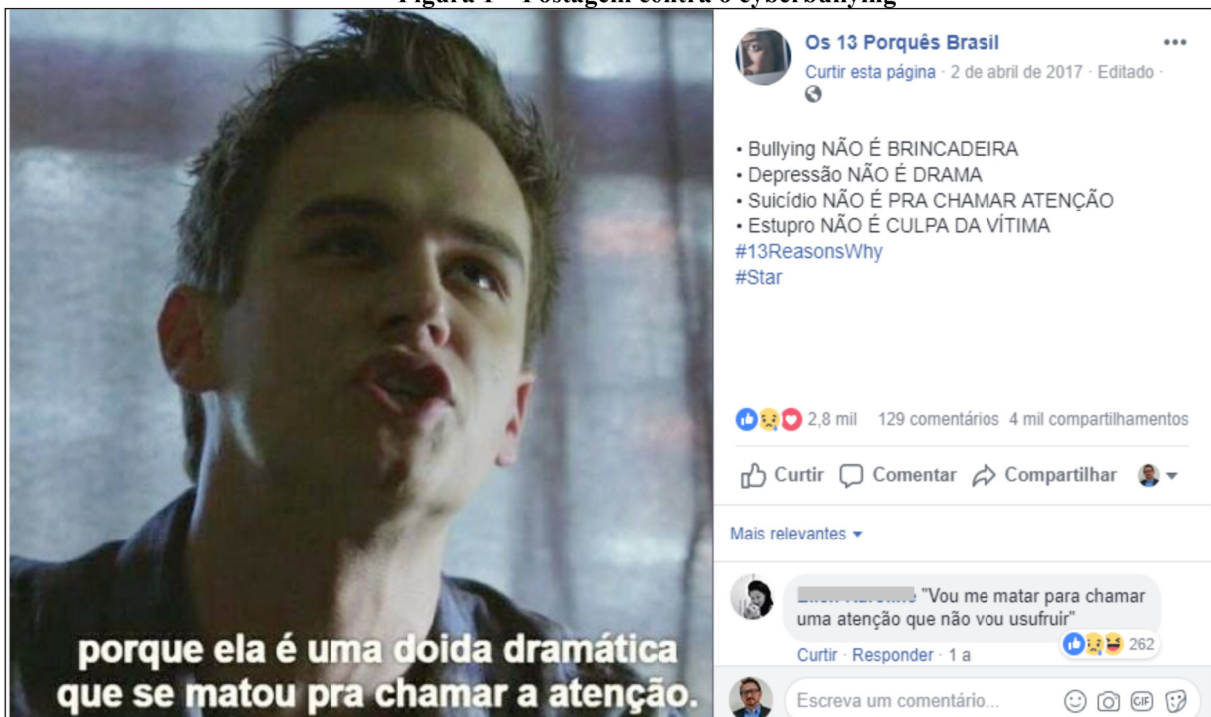 Figura 1 – Postagem contra o cyberbullying
Os 13 Porquês Brasil
Curtir esta página · 2 de abril de 2017 · Editado ·
• Bullying NÃO É BRINCADEIRA
• Depressão NÃO É DRAMA
• Suicídio NÃO É PRA CHAMAR ATENÇÃO
• Estupro NÃO É CULPA DA VÍTIMA
#13ReasonsWhy
#Star
2,8 mil 129 comentários 4 mil compartilhamentos
Curtir Comentar Compartilhar
Mais relevantes
"Vou me matar para chamar
uma atenção que não vou usufruir"
262
Curtir · Responder · 1 a
Escreva um comentário...
GIF
porque ela é uma doida dramática
que se matou pra chamar a atenção.